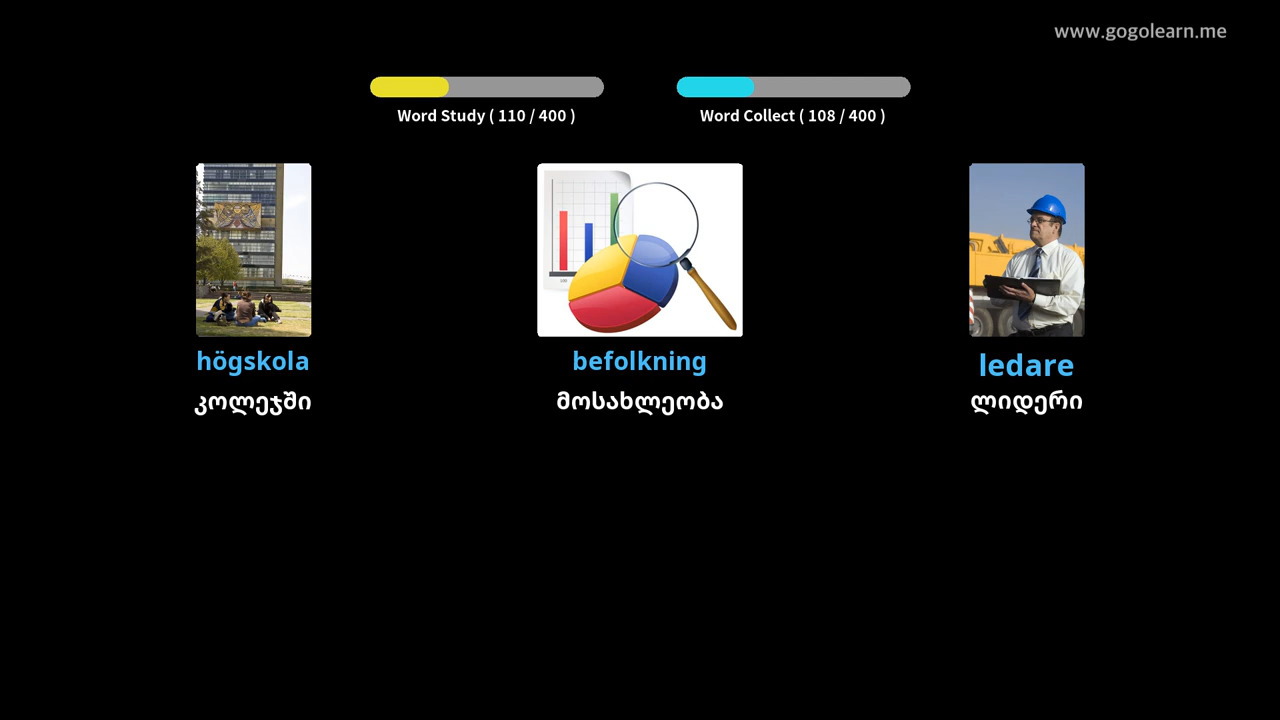 www.gogolearn.me
Word Study ( 110 / 400 )
Word Collect ( 108 / 400 )
högskola
befolkning
ledare
კოლეჯში
მოსახლეობა
ლიდერი